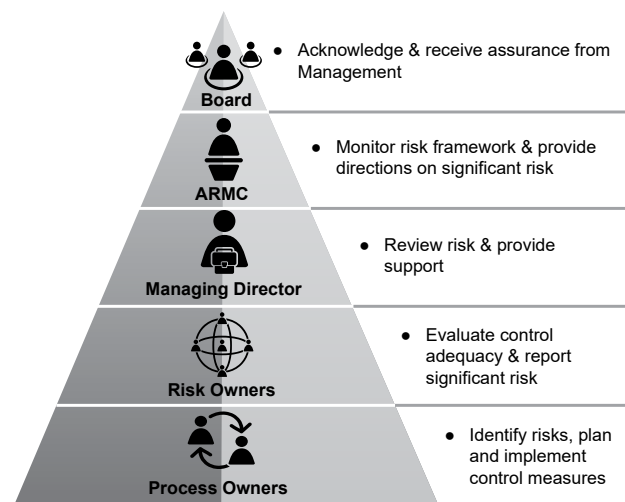 ● Acknowledge & receive assurance from
Management
Board
● Monitor risk framework & provide
directions on significant risk
ARMC
● Review risk & provide
support
Managing Director
● Evaluate control
adequacy & report
significant risk
Risk Owners
● Identify risks, plan
and implement
control measures
Process Owners